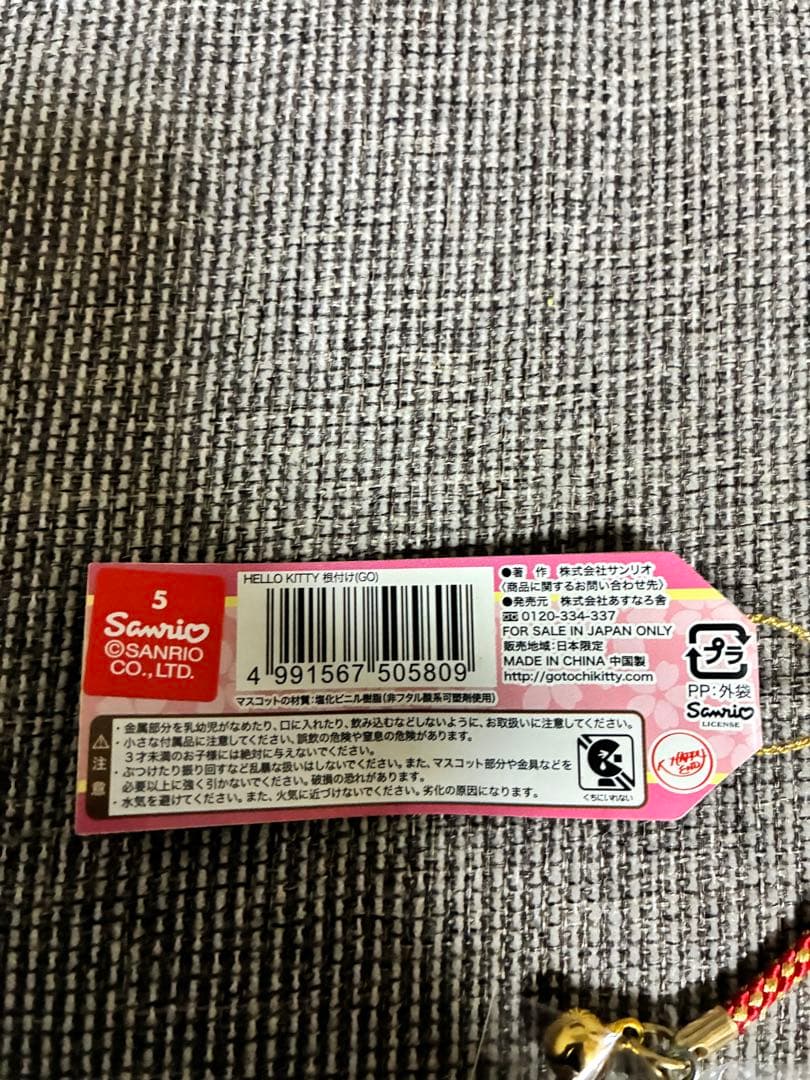 5
Sanrio
©SANRIO
CO., LTD.
HELLO KITTY 根付け(GO)
4 991567 505809
マスコットの材質:塩化ビニル樹脂(非フタル酸系可塑剤使用)
●著 作 株式会社サンリオ
〈商品に関するお問い合わせ先〉
●発売元 株式会社あすなろ舎
0120-334-337
FOR SALE IN JAPAN ONLY
販売地域:日本限定
MADE IN CHINA 中国製
http://gotochikitty.com
プラ
PP:外袋
Sanrio
LICENSE
注意
・金属部分を乳幼児がなめたり、口に入れたり、飲み込むなどしないように、お取扱いに注意してください。
・小さな付属品に注意してください、誤飲の危険や窒息の危険があります。
3才未満のお子様には絶対に与えないでください。
・ぶつけたり振り回すなど乱暴な扱いはしないでください。また、マスコット部分や金具などを
必要以上に強く引かないでください。破損の恐れがあります。
・水気を避けてください。また、火気に近づけないでください。劣化の原因になります。
くちにいれない